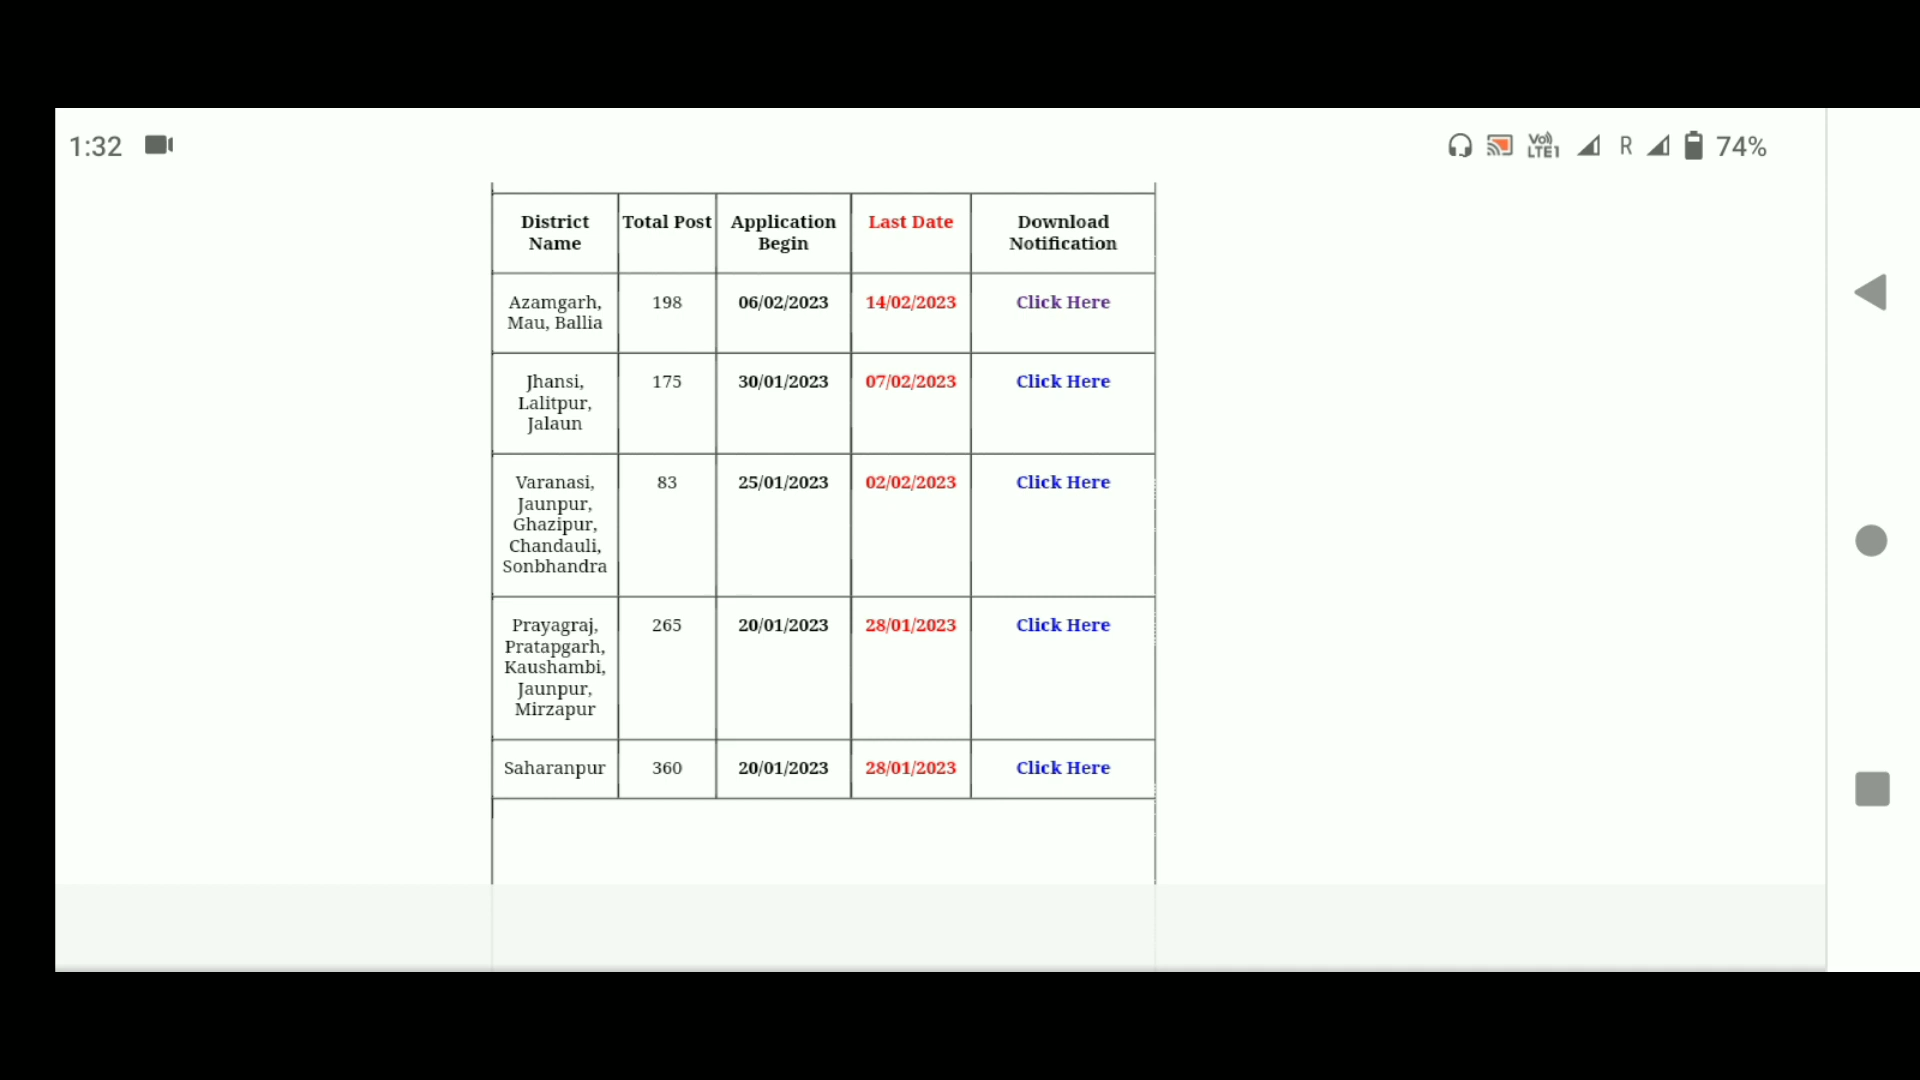 1:32
Vo)) LTE1 R 74%
District Name Total Post Application Begin Last Date Download Notification
Azamgarh, Mau, Ballia 198 06/02/2023 14/02/2023 Click Here
Jhansi, Lalitpur, Jalaun 175 30/01/2023 07/02/2023 Click Here
Varanasi, Jaunpur, Ghazipur, Chandauli, Sonbhandra 83 25/01/2023 02/02/2023 Click Here
Prayagraj, Pratapgarh, Kaushambi, Jaunpur, Mirzapur 265 20/01/2023 28/01/2023 Click Here
Saharanpur 360 20/01/2023 28/01/2023 Click Here